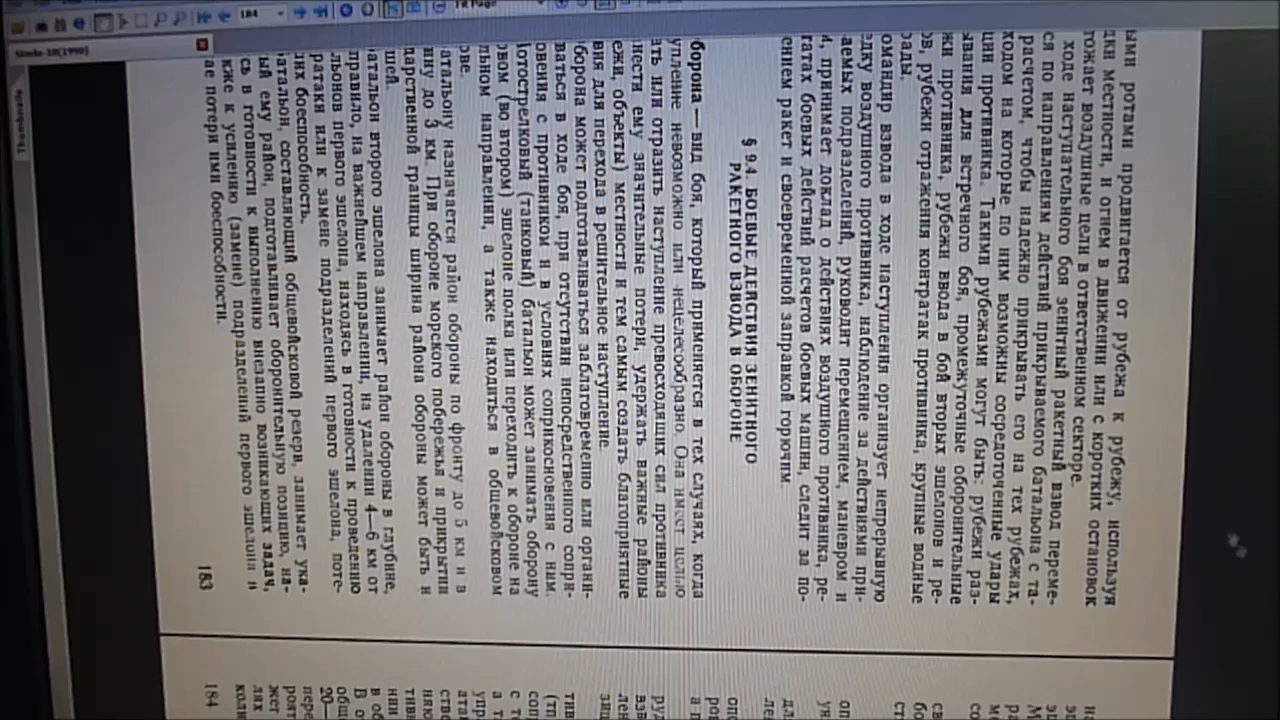 184
Strela-10(1990)
Thumbnails
ыми ротами продвигается от рубежа к рубежу, используя
дки местности, и огнем в движении или с коротких остановок
тожает воздушные цели в ответственном секторе.
ходе наступательного боя зенитный ракетный взвод переме-
ся по направлениям действий прикрываемого батальона с та-
расчетом, чтобы надежно прикрывать его на тех рубежах,
ходом на которые по ним возможны сосредоточенные удары
ции противника. Такими рубежами могут быть: рубежи раз-
ывания для встречного боя, промежуточные оборонительные
жи противника, рубежи ввода в бой вторых эшелонов и ре-
ов, рубежи отражения контратак противника, крупные водные
рады.
омандир взвода в ходе наступления организует непрерывную
едку воздушного противника, наблюдение за действиями при-
аемых подразделений, руководит перемещением, маневром и
, принимает доклад о действиях воздушного противника, ре-
татах боевых действий расчетов боевых машин, следит за по-
ением ракет и своевременной заправкой горючим.
§ 9.4. БОЕВЫЕ ДЕЙСТВИЯ ЗЕНИТНОГО
РАКЕТНОГО ВЗВОДА В ОБОРОНЕ
борона — вид боя, который применяется в тех случаях, когда
упление невозможно или нецелесообразно. Она имеет целью
ать или отразить наступление превосходящих сил противника
нести ему значительные потери, удержать важные районы
ежи, объекты) местности и тем самым создать благоприятные
вия для перехода в решительное наступление.
борона может подготавливаться заблаговременно или органи-
ваться в ходе боя, при отсутствии непосредственного сопри-
овения с противником и в условиях соприкосновения с ним.
отострелковый (танковый) батальон может занимать оборону
рвом (во втором) эшелоне полка или переходить к обороне на
льном направлении, а также находиться в общевойсковом
рве.
атальону назначается район обороны по фронту до 5 км и в
ину до 3 км. При обороне морского побережья и прикрытии
дарственной границы ширина района обороны может быть и
шей.
атальон второго эшелона занимает район обороны в глубине,
правило, на важнейшем направлении, на удалении 4—6 км от
льонов первого эшелона, находясь в готовности к проведению
ратаки или к замене подразделений первого эшелона, поте-
их боеспособность.
атальон, составляющий общевойсковой резерв, занимает ука-
ый ему район, подготавливает оборонительную позицию, на-
сь в готовности к выполнению внезапно возникающих задач,
кже к усилению (замене) подразделений первого эшелона и
ае потери ими боеспособности.
183
184